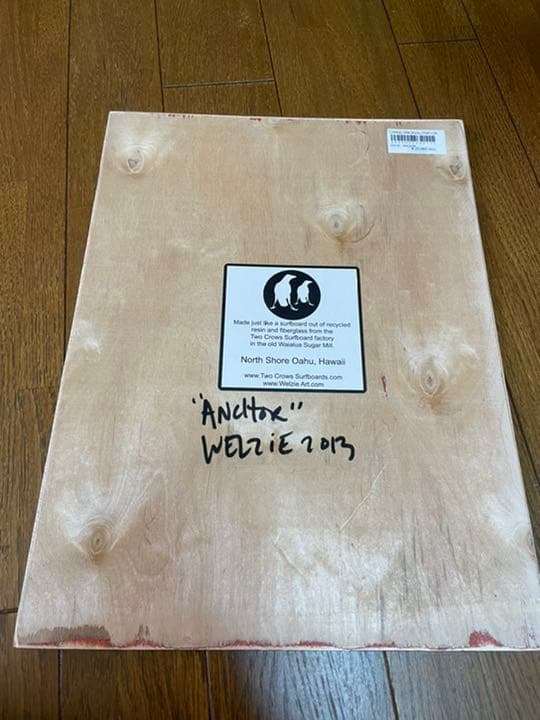 Made just like a surfboard out of recycled
resin and fiberglass from the
Two Crows Surfboard factory
in the old Waialua Sugar Mill.
North Shore Oahu, Hawaii
www.Two Crows Surfboards.com
www.Welzie Art.com
"ANCHOR"
WELZIE 2013